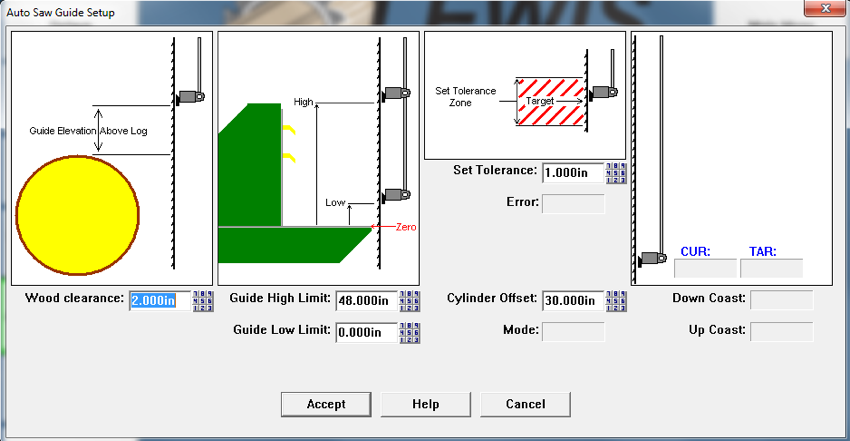 Auto Saw Guide Setup
LEWIS
Guide Elevation Above Log
High
Low
Zero
Set Tolerance
Zone
Target
Set Tolerance: 1.000in
Error:
CUR: TAR:
Wood clearance: 2.000in
Guide High Limit: 48.000in
Cylinder Offset: 30.000in
Down Coast:
Guide Low Limit: 0.000in
Mode:
Up Coast:
Accept Help Cancel